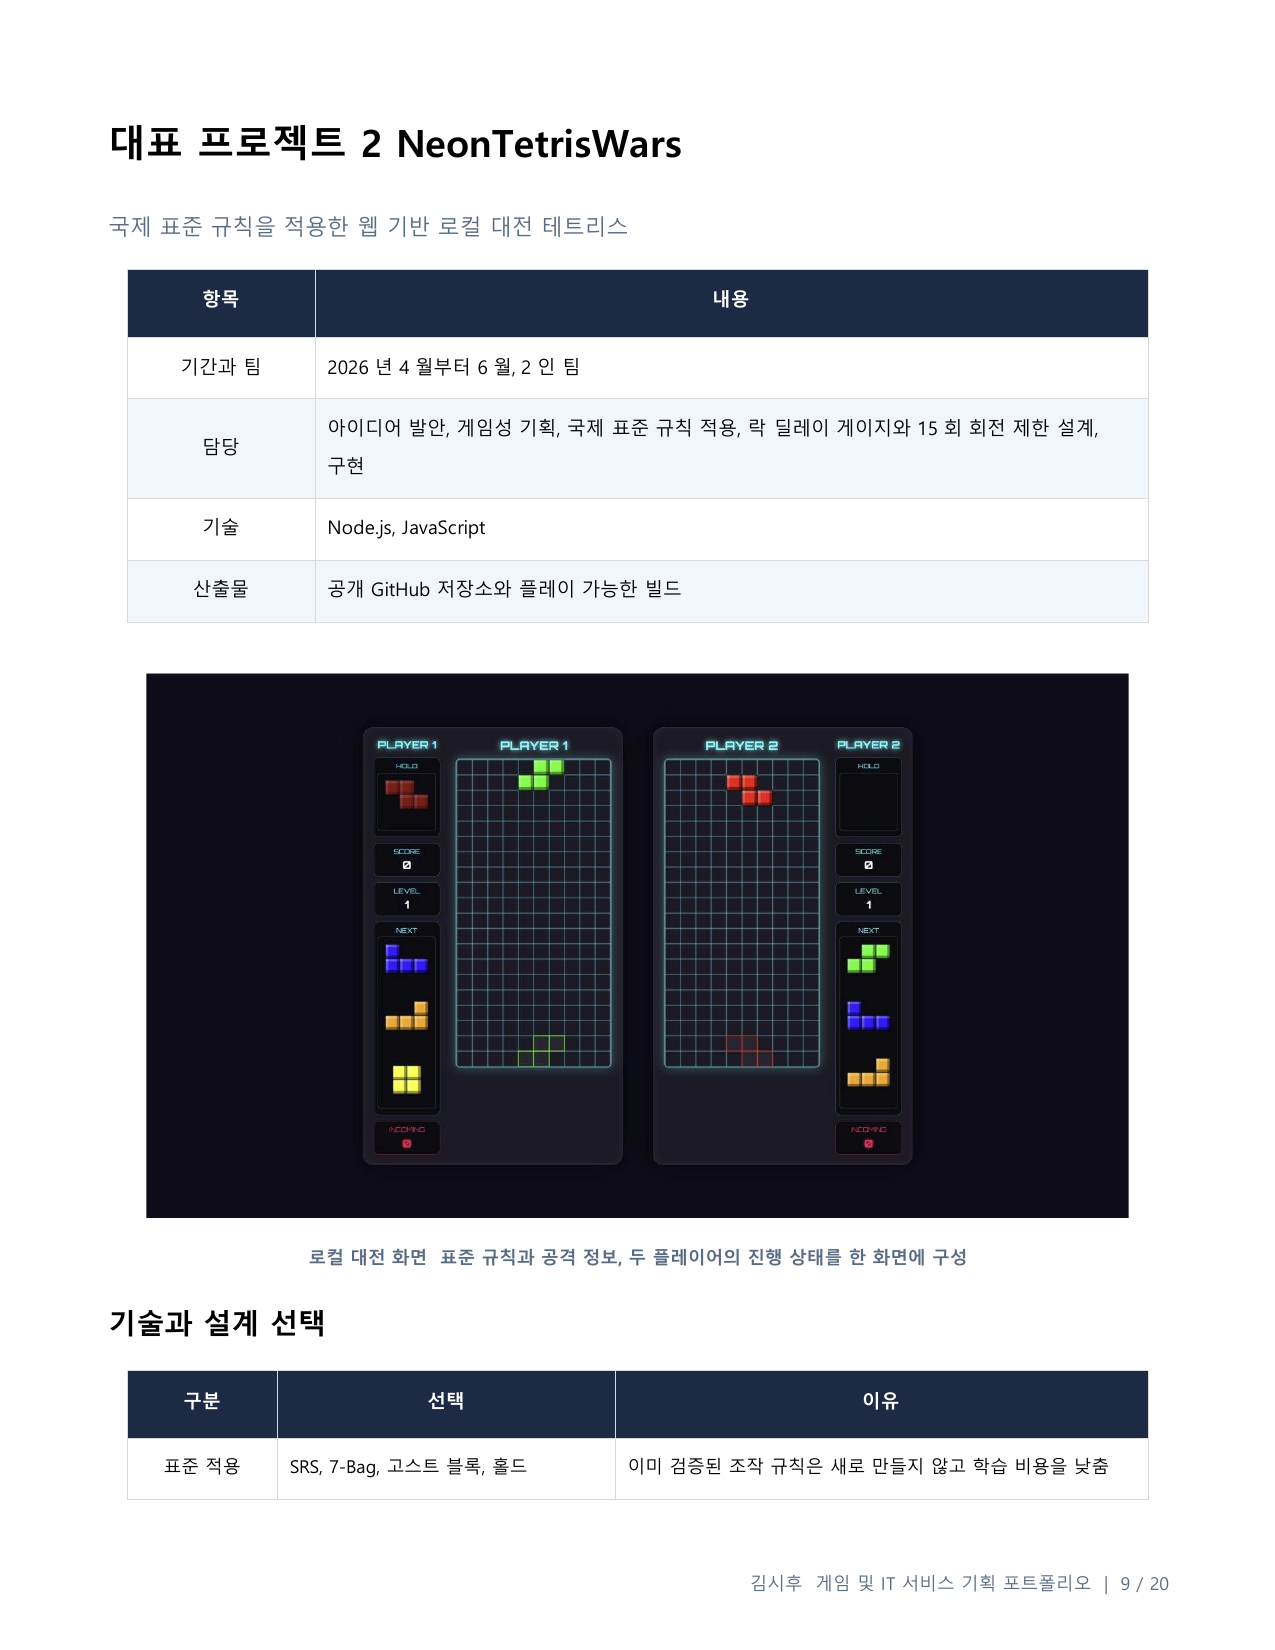 대표 프로젝트 2 NeonTetrisWars
국제 표준 규칙을 적용한 웹 기반 로컬 대전 테트리스
항목 내용
기간과 팀 2026 년 4 월부터 6 월, 2 인 팀
담당 아이디어 발안, 게임성 기획, 국제 표준 규칙 적용, 락 딜레이 게이지와 15 회 회전 제한 설계,
구현
기술 Node.js, JavaScript
산출물 공개 GitHub 저장소와 플레이 가능한 빌드
PLAYER 1 PLAYER 1 PLAYER 2 PLAYER 2
HOLD HOLD
SCORE SCORE
0 0
LEVEL LEVEL
1 1
NEXT NEXT
INCOMING INCOMING
0 0
로컬 대전 화면 표준 규칙과 공격 정보, 두 플레이어의 진행 상태를 한 화면에 구성
기술과 설계 선택
구분 선택 이유
표준 적용 SRS, 7-Bag, 고스트 블록, 홀드 이미 검증된 조작 규칙은 새로 만들지 않고 학습 비용을 낮춤
김시후 게임 및 IT 서비스 기획 포트폴리오 | 9 / 20